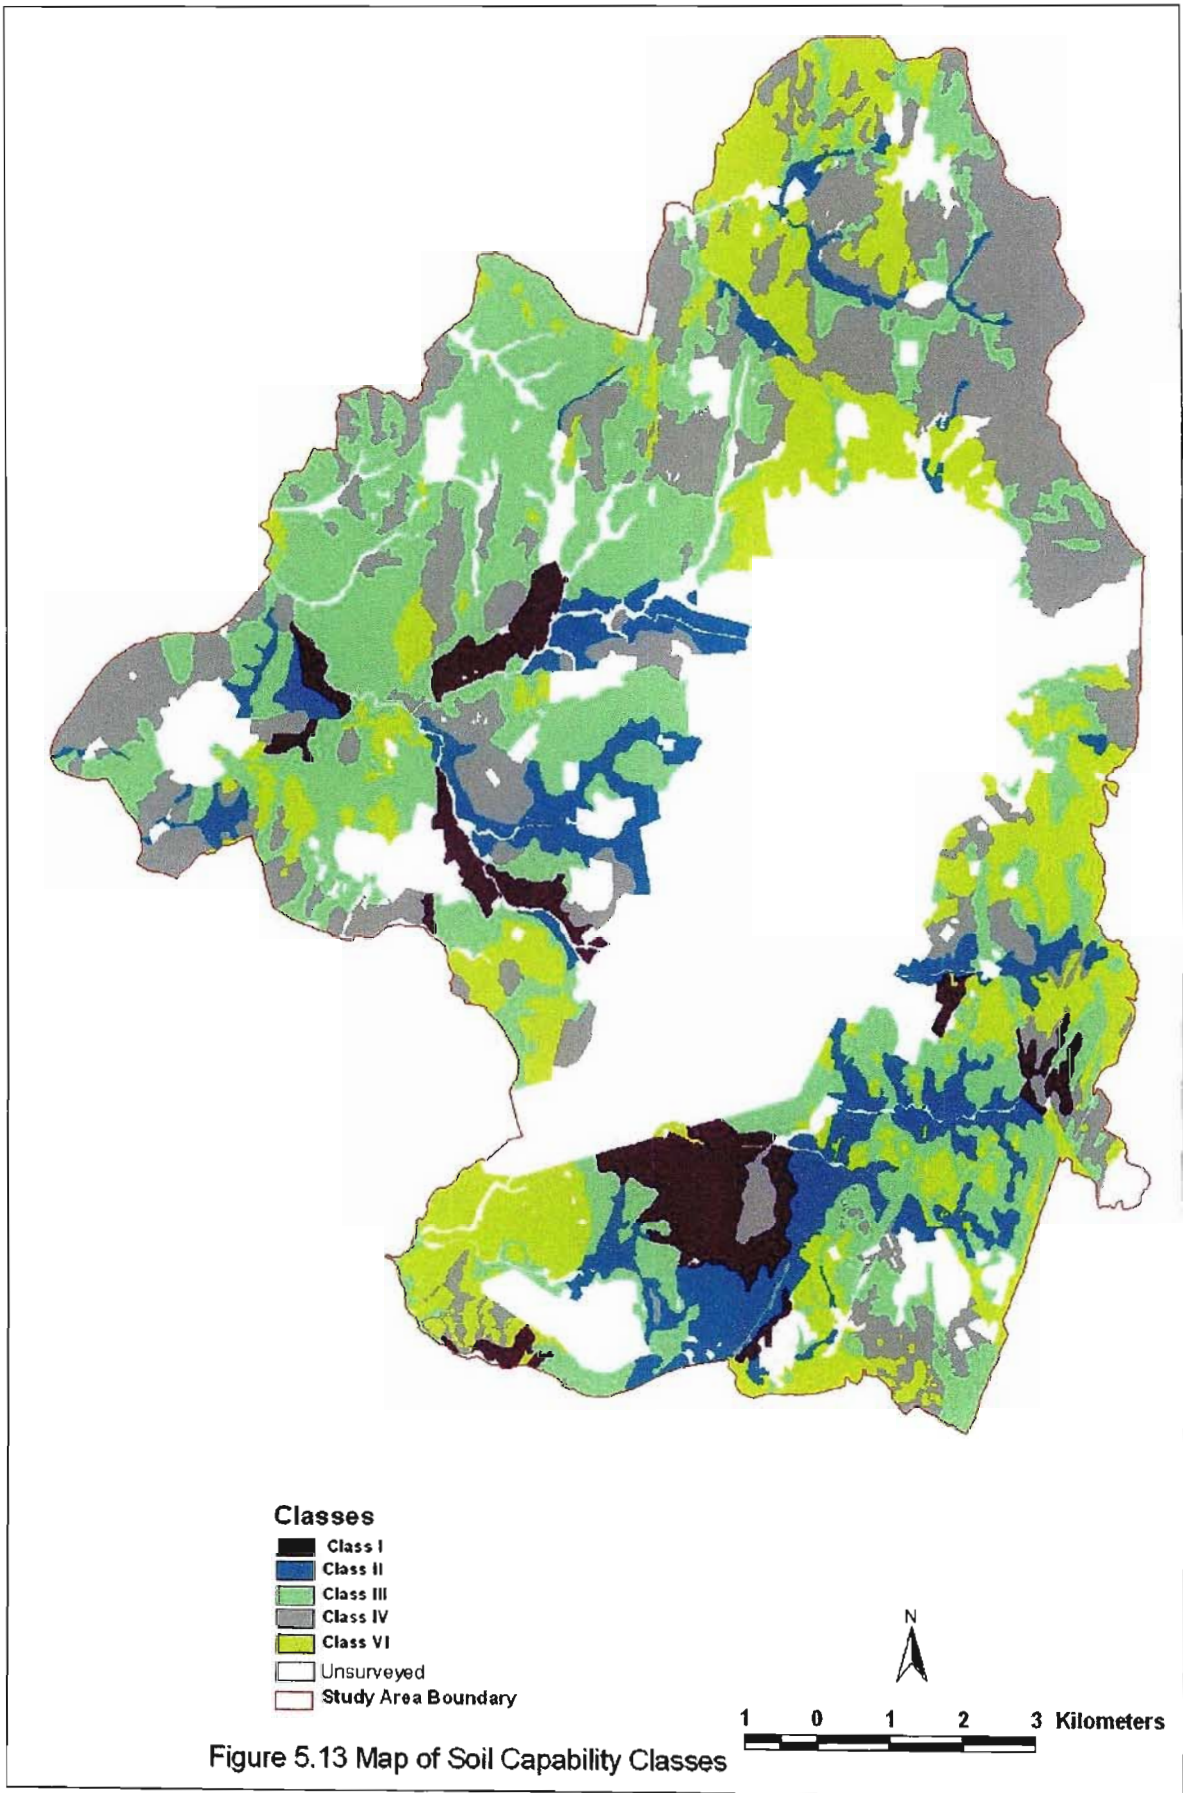 Classes
Class I
Class II
Class III
Class IV
Class VI
Unsurveyed
Study Area Boundary
N
1 0 1 2 3 Kilometers
Figure 5.13 Map of Soil Capability Classes